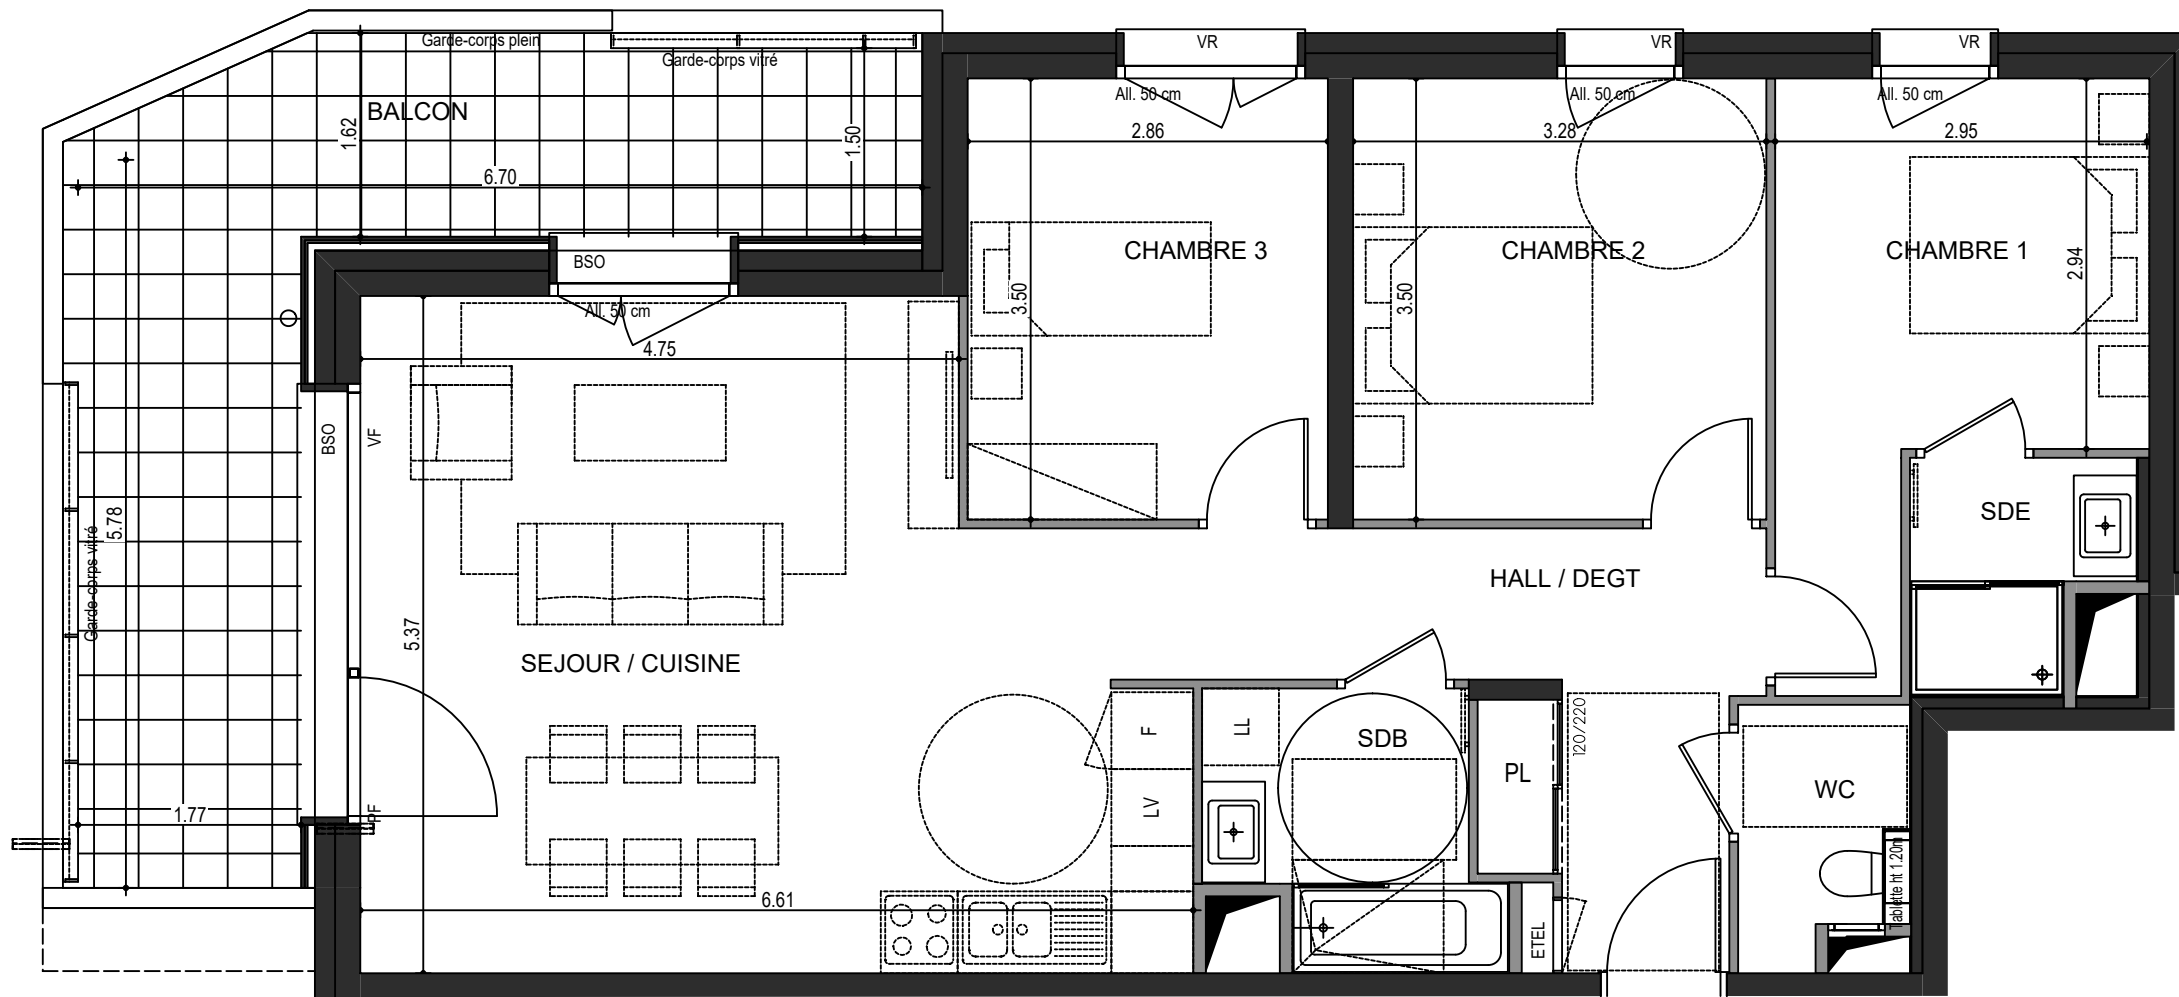 Garde-corps plein
Garde-corps vitré
VR
VR
VR
BALCON
All. 50 cm
All. 50 cm
All. 50 cm
1.62
1.50
2.86
3.28
2.95
6.70
CHAMBRE 3
CHAMBRE 2
CHAMBRE 1
BSO
2.94
3.50
3.50
All. 50 cm
4.75
BSO
VF
5.78
Garde-corps vitré
SDE
HALL / DEGT
5.37
SEJOUR / CUISINE
F
LL
SDB
120/220
PL
WC
1.77
PF
LV
6.61
ETEL
Tablette ht 1.20m